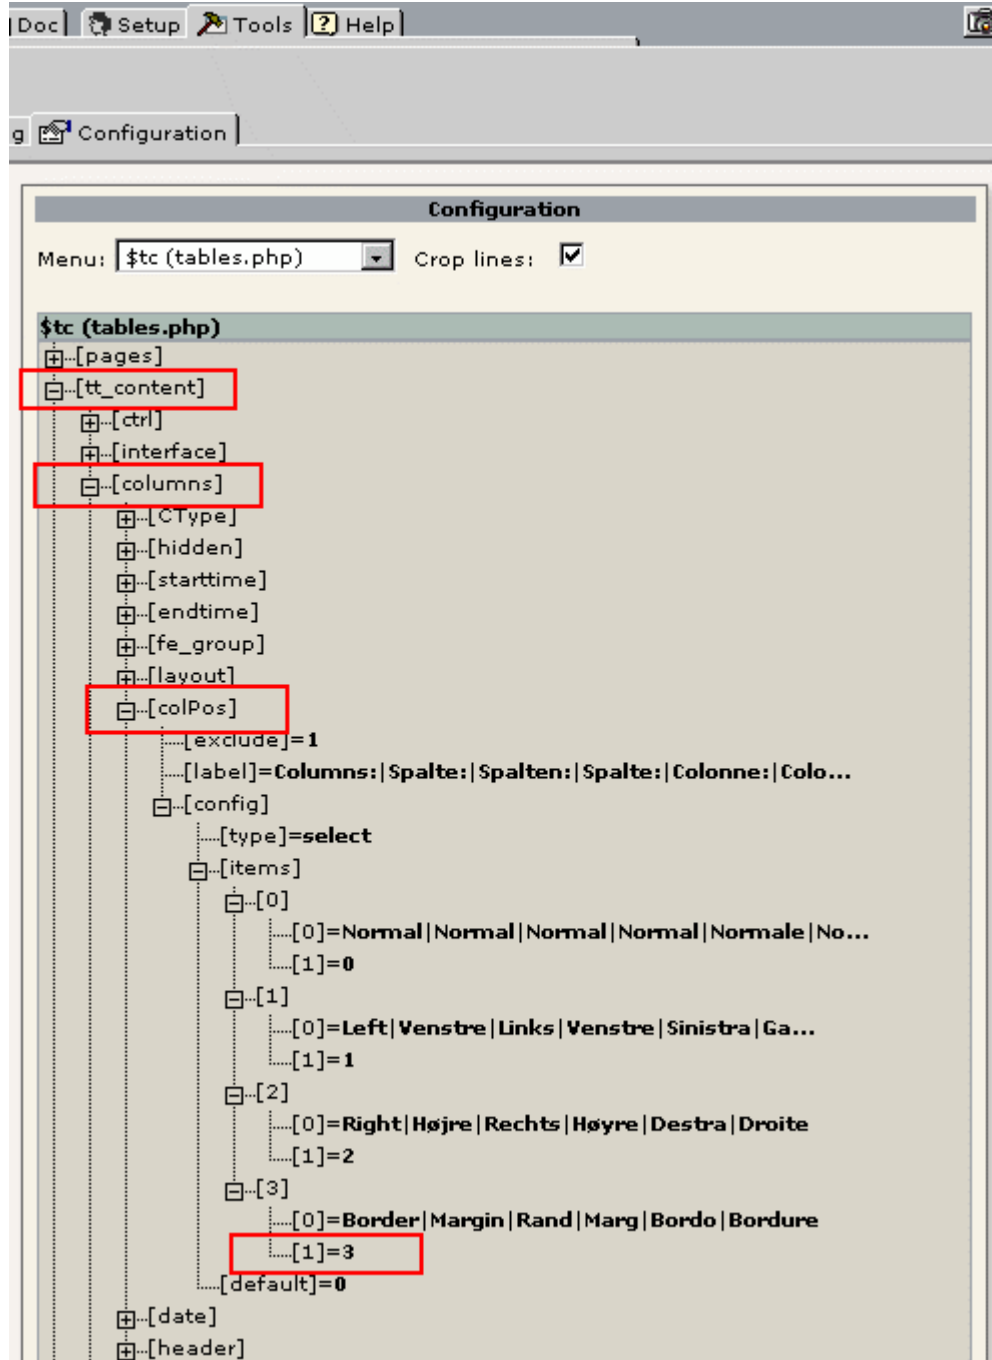 Doc Setup Tools Help
g Configuration
Configuration
Menu: $tc (tables.php) Crop lines:
$tc (tables.php)
[pages]
[tt_content]
[ctrl]
[interface]
[columns]
[CType]
[hidden]
[starttime]
[endtime]
[fe_group]
[layout]
[colPos]
[exclude]=1
[label]=Columns:|Spalte:|Spalten:|Spalte:|Colonne:|Colo...
[config]
[type]=select
[items]
[0]
[0]=Normal|Normal|Normal|Normal|Normale|No...
[1]=0
[1]
[0]=Left|Venstre|Links|Venstre|Sinistra|Ga...
[1]=1
[2]
[0]=Right|Højre|Rechts|Høyre|Destra|Droite
[1]=2
[3]
[0]=Border|Margin|Rand|Marg|Bordo|Bordure
[1]=3
[default]=0
[date]
[header]